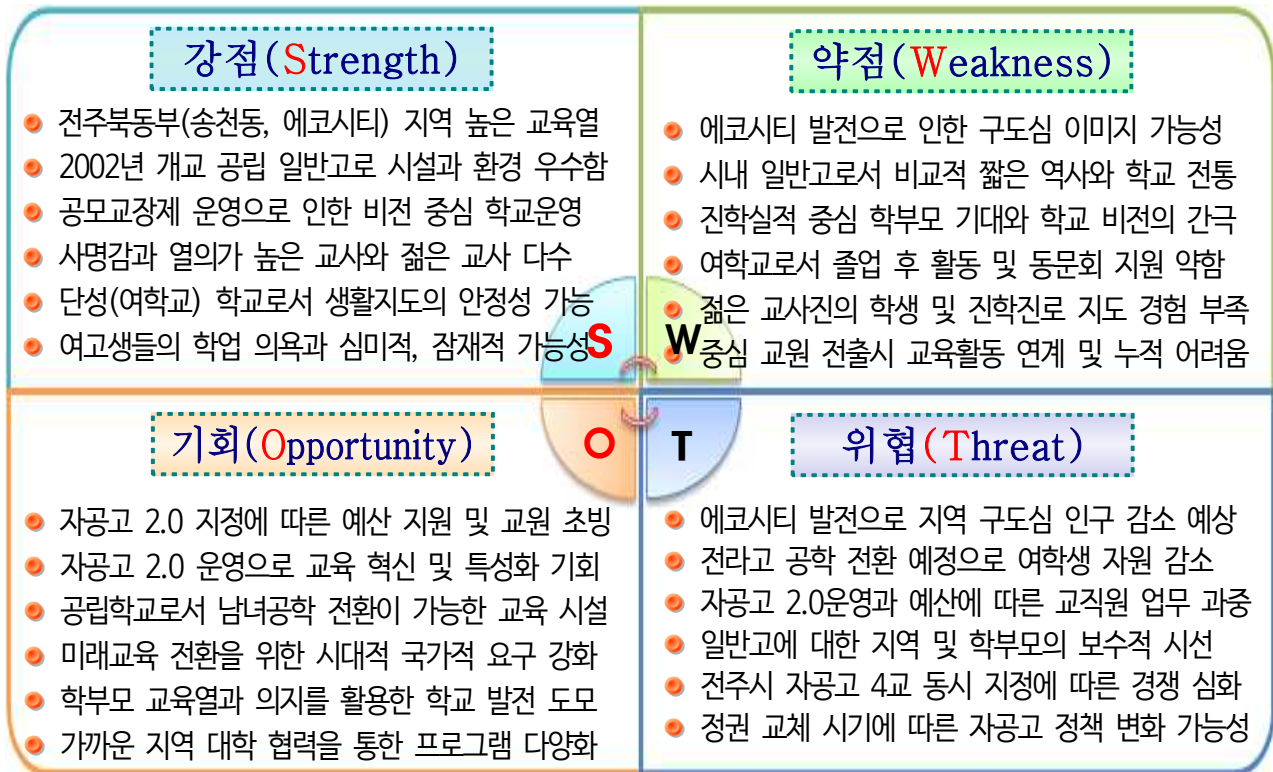 강점(Strength)
전주북동부(송천동, 에코시티) 지역 높은 교육열
2002년 개교 공립 일반고로 시설과 환경 우수함
공모교장제 운영으로 인한 비전 중심 학교운영
사명감과 열의가 높은 교사와 젊은 교사 다수
단성(여학교) 학교로서 생활지도의 안정성 가능
여고생들의 학업 의욕과 심미적, 잠재적 가능성
약점(Weakness)
에코시티 발전으로 인한 구도심 이미지 가능성
시내 일반고로서 비교적 짧은 역사와 학교 전통
진학실적 중심 학부모 기대와 학교 비전의 간극
여학교로서 졸업 후 활동 및 동문회 지원 약함
젊은 교사진의 학생 및 진학진로 지도 경험 부족
중심 교원 전출시 교육활동 연계 및 누적 어려움
S
W
O
T
기회(Opportunity)
자공고 2.0 지정에 따른 예산 지원 및 교원 초빙
자공고 2.0 운영으로 교육 혁신 및 특성화 기회
공립학교로서 남녀공학 전환이 가능한 교육 시설
미래교육 전환을 위한 시대적 국가적 요구 강화
학부모 교육열과 의지를 활용한 학교 발전 도모
가까운 지역 대학 협력을 통한 프로그램 다양화
위협(Threat)
에코시티 발전으로 지역 구도심 인구 감소 예상
전라고 공학 전환 예정으로 여학생 자원 감소
자공고 2.0운영과 예산에 따른 교직원 업무 과중
일반고에 대한 지역 및 학부모의 보수적 시선
전주시 자공고 4교 동시 지정에 따른 경쟁 심화
정권 교체 시기에 따른 자공고 정책 변화 가능성